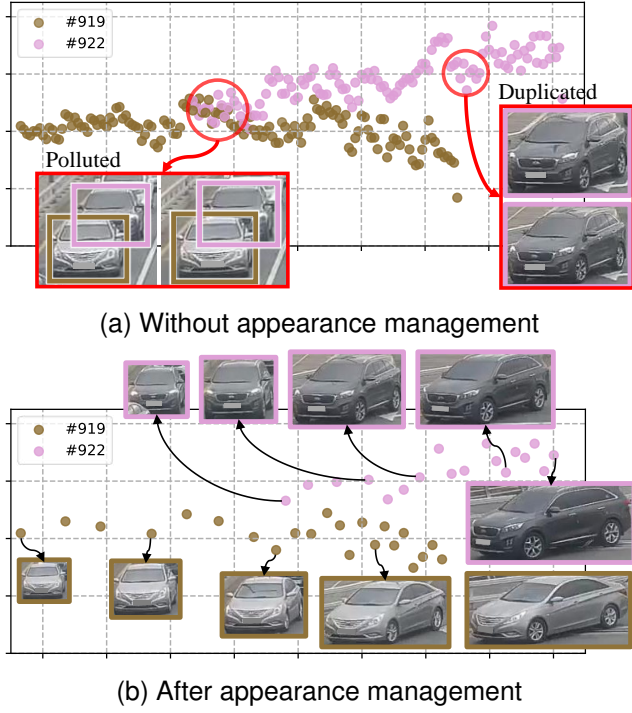 #919
#922
Duplicated
Polluted
(a) Without appearance management
#919
#922
(b) After appearance management